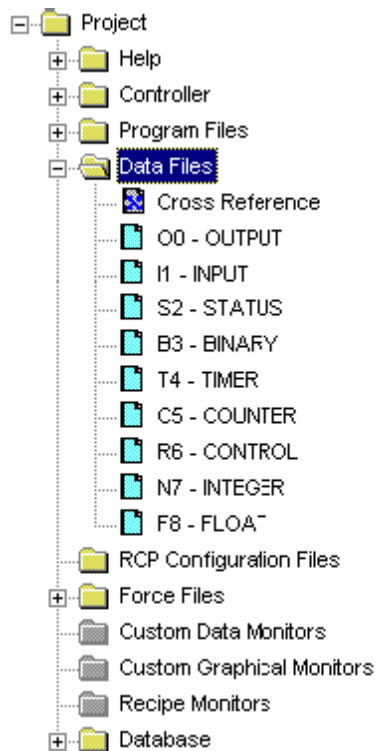 Project
Help
Controller
Program Files
Data Files
Cross Reference
O0 - OUTPUT
I1 - INPUT
S2 - STATUS
B3 - BINARY
T4 - TIMER
C5 - COUNTER
R6 - CONTROL
N7 - INTEGER
F8 - FLOAT
RCP Configuration Files
Force Files
Custom Data Monitors
Custom Graphical Monitors
Recipe Monitors
Database